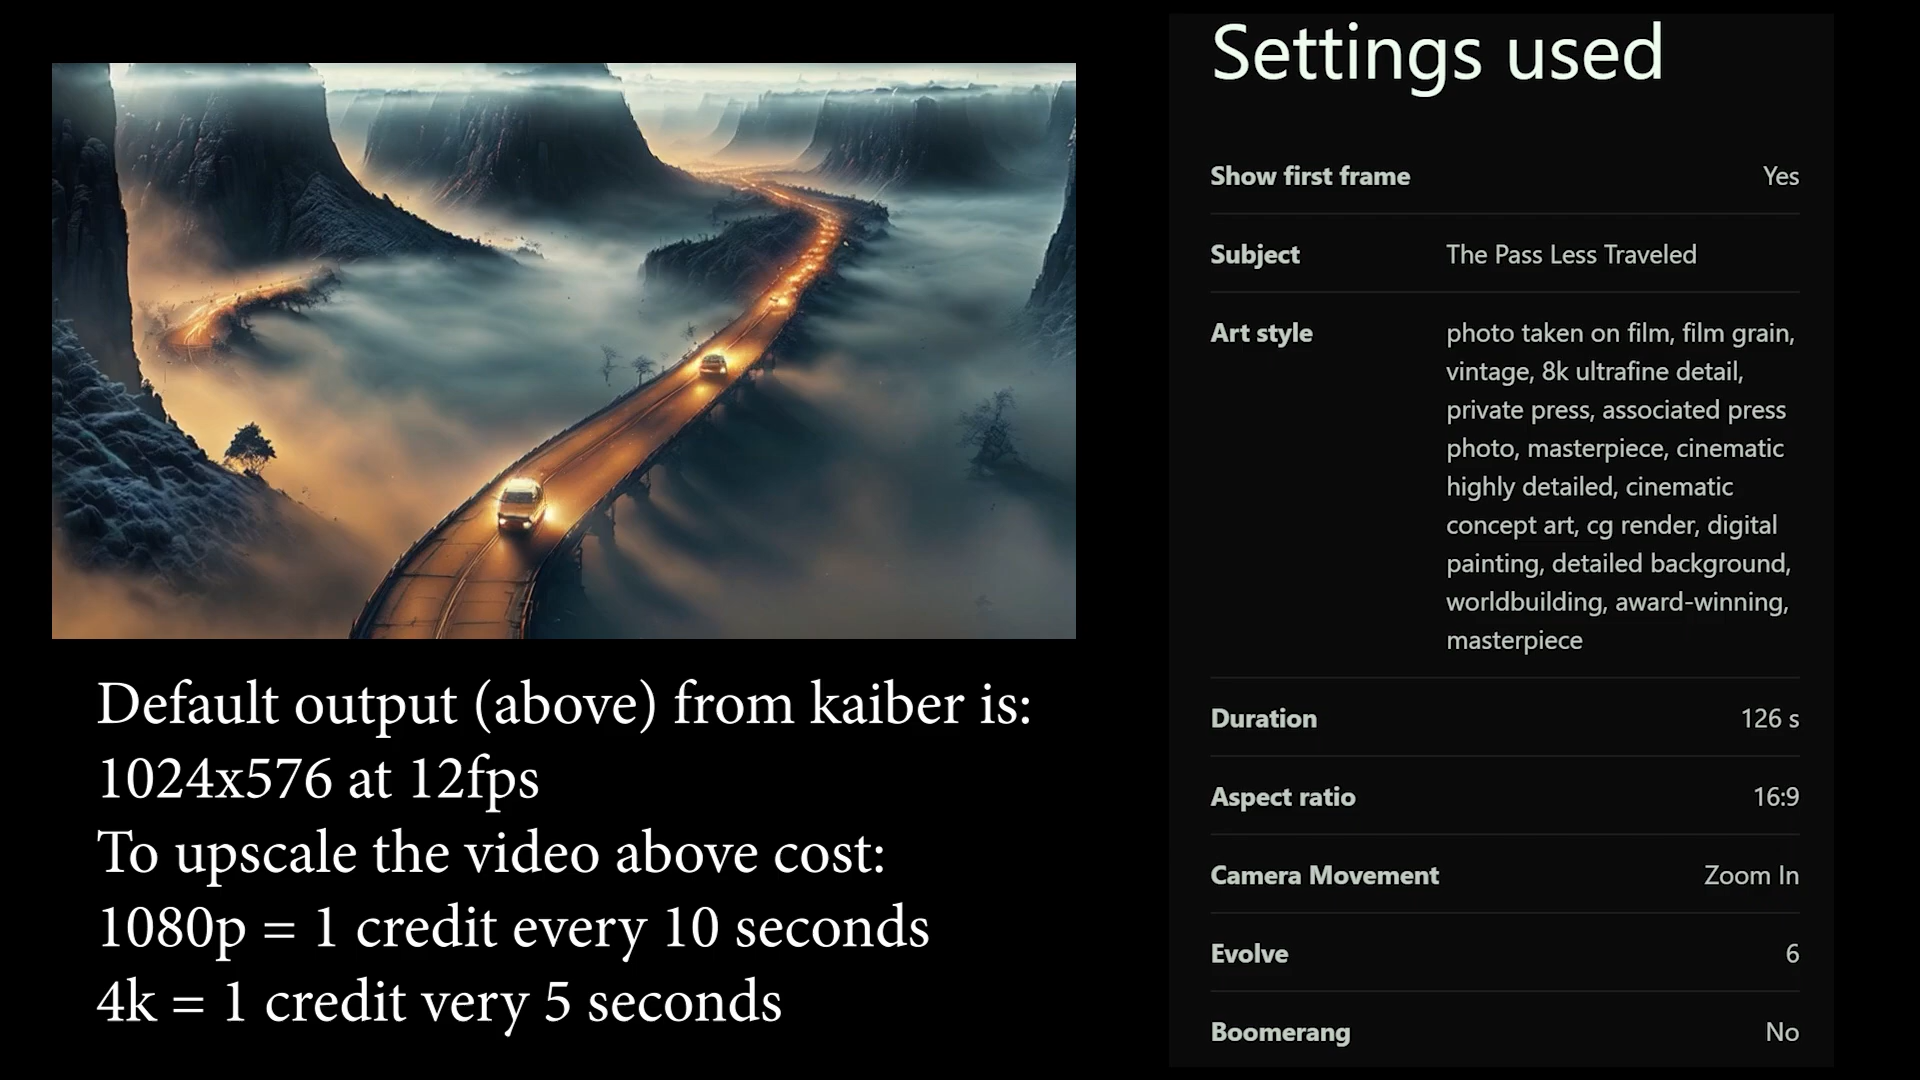 Settings used
Show first frame Yes
Subject The Pass Less Traveled
Art style photo taken on film, film grain,
vintage, 8k ultrafine detail,
private press, associated press
photo, masterpiece, cinematic
highly detailed, cinematic
concept art, cg render, digital
painting, detailed background,
worldbuilding, award-winning,
masterpiece
Duration 126 s
Aspect ratio 16:9
Camera Movement Zoom In
Evolve 6
Boomerang No
Default output (above) from kaiber is:
1024x576 at 12fps
To upscale the video above cost:
1080p = 1 credit every 10 seconds
4k = 1 credit very 5 seconds